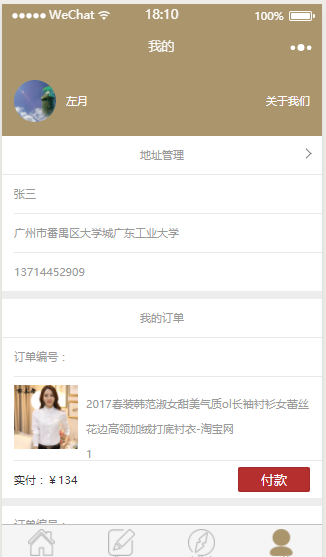 WeChat 18:10 100%
我的
左月 关于我们
地址管理
张三
广州市番禺区大学城广东工业大学
13714452909
我的订单
订单编号：
2017春装韩范淑女甜美气质ol长袖衬衫女蕾丝
花边高领加绒打底衬衣-淘宝网
1
实付：￥134 付款
订单编号：